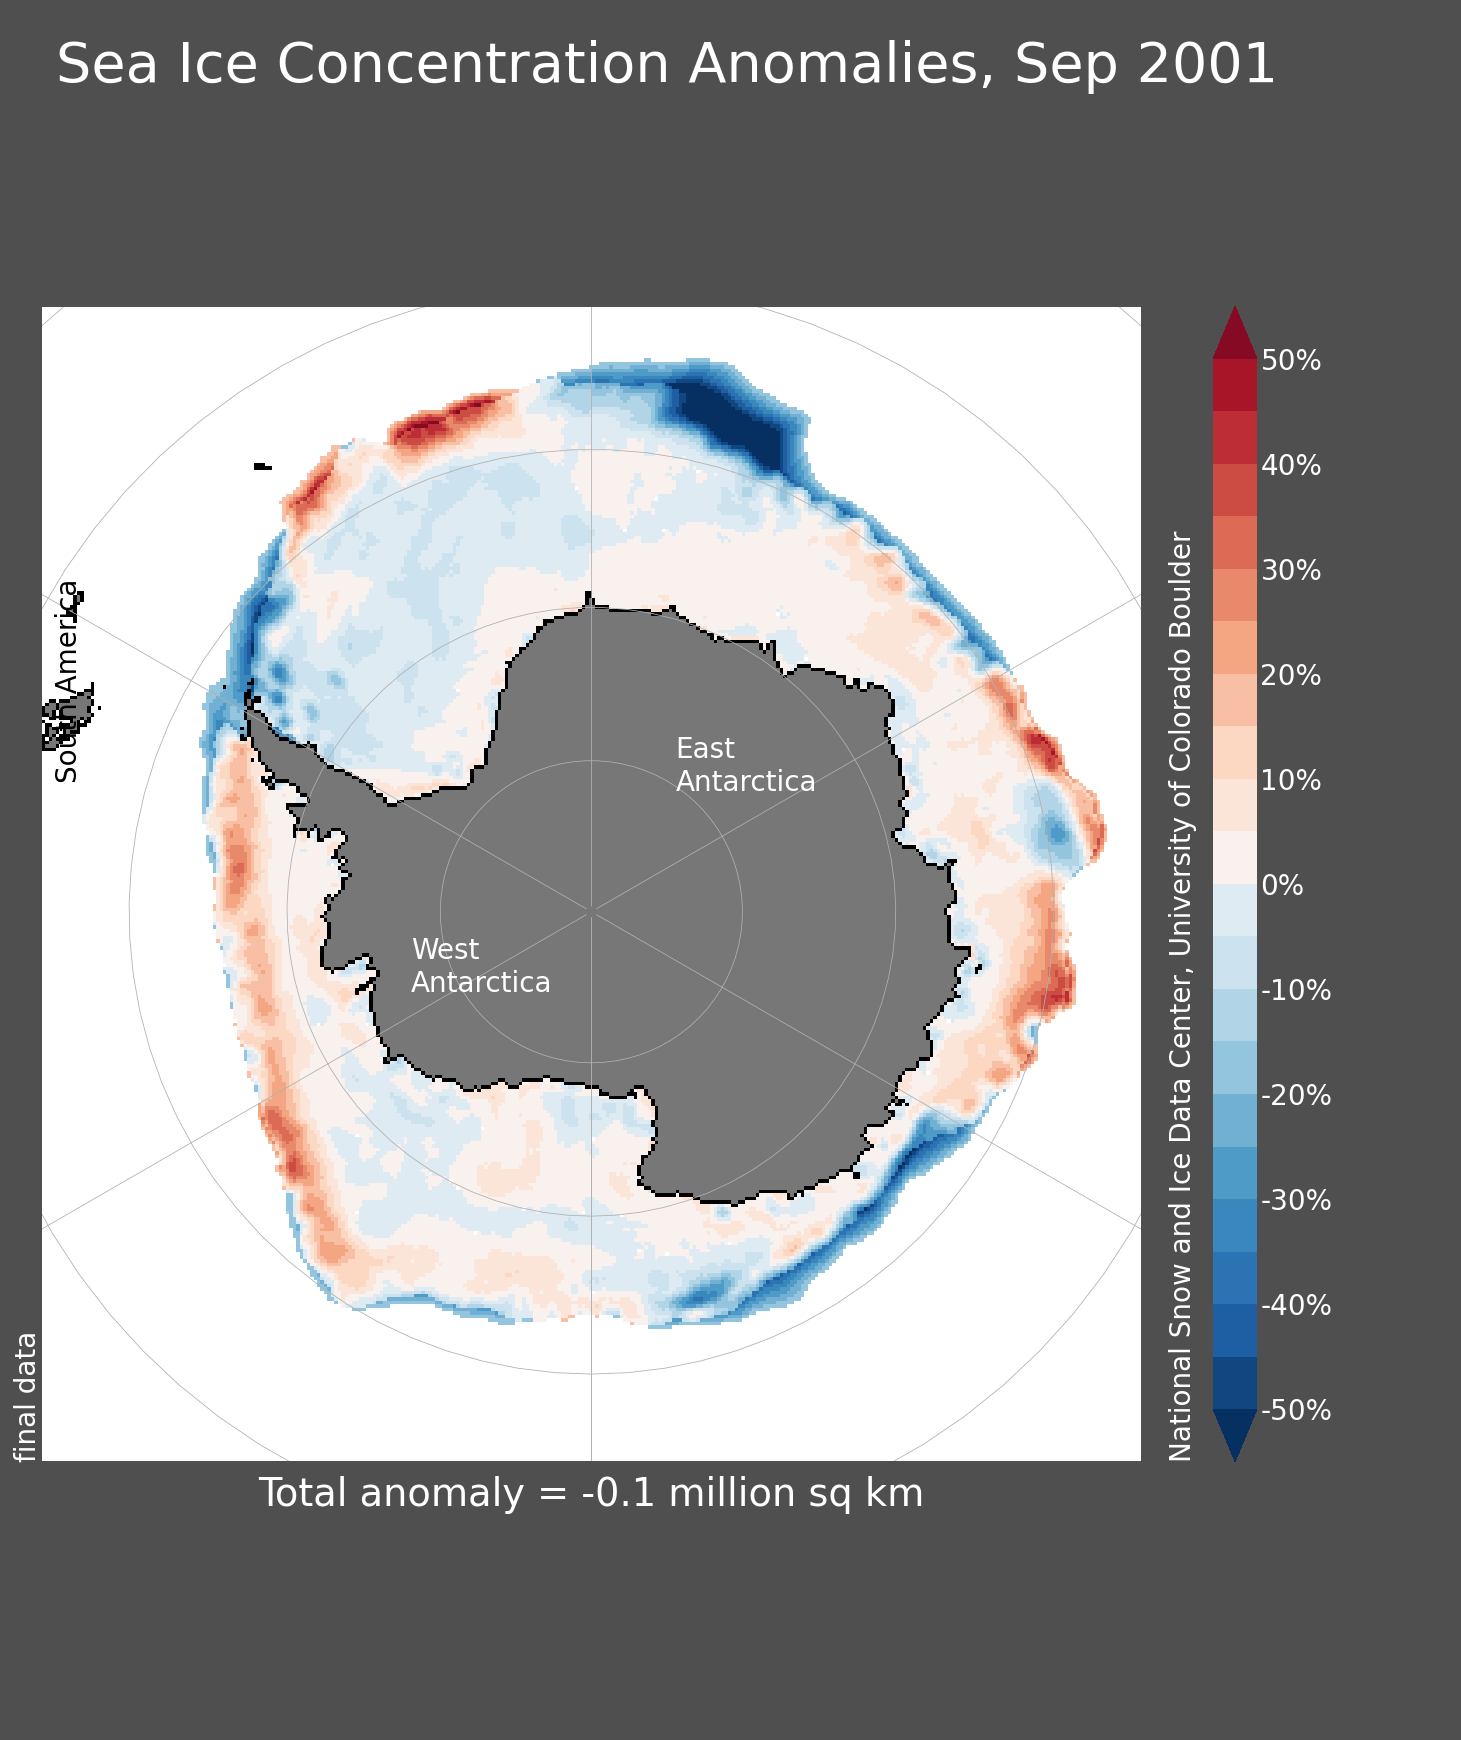 Sea Ice Concentration Anomalies, Sep 2001
South America
East
Antarctica
West
Antarctica
final data
National Snow and Ice Data Center, University of Colorado Boulder
50%
40%
30%
20%
10%
0%
-10%
-20%
-30%
-40%
-50%
Total anomaly = -0.1 million sq km